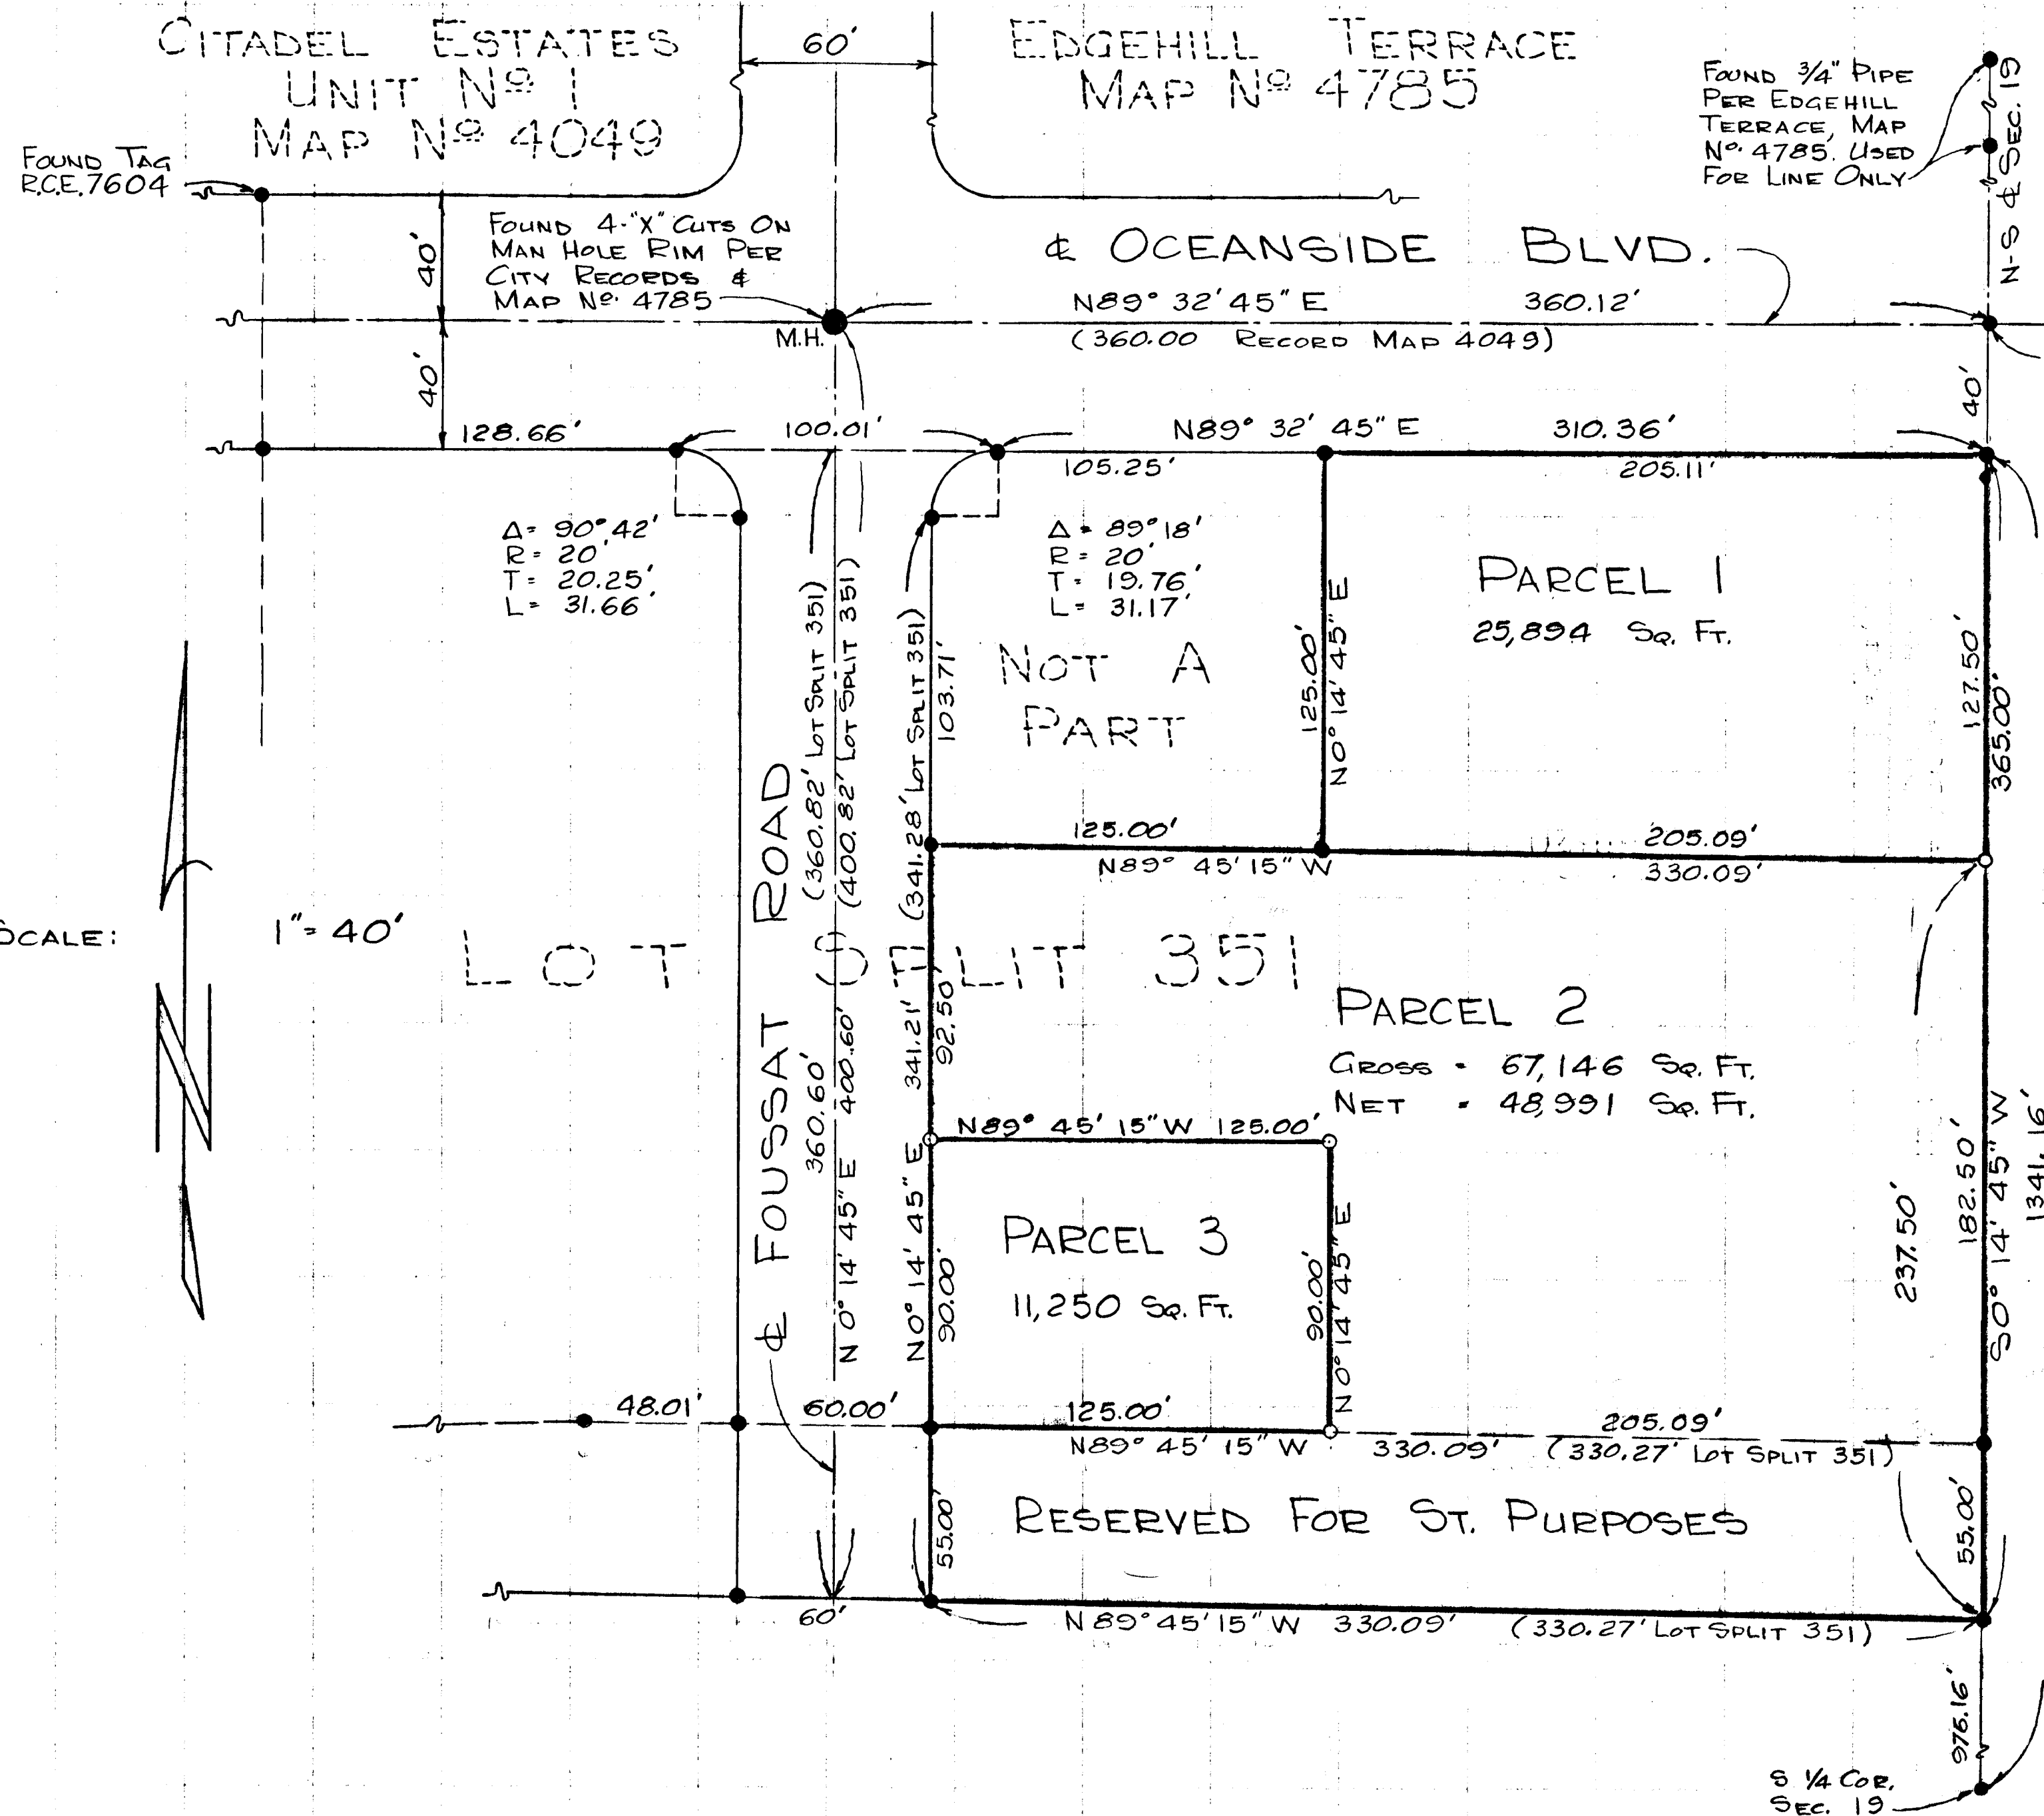 CITADEL ESTATES
UNIT Nº 1
MAP Nº 4049
60'
EDGEHILL TERRACE
MAP Nº 4785
FOUND 3/4" PIPE
PER EDGEHILL
TERRACE, MAP
Nº 4785. USED
FOR LINE ONLY
N-S ℄ SEC. 19
FOUND TAG
R.C.E. 7604
40'
40'
FOUND 4-"X" CUTS ON
MAN HOLE RIM PER
CITY RECORDS &
MAP Nº 4785
M.H.
℄ OCEANSIDE BLVD.
N89° 32' 45" E 360.12'
(360.00 RECORD MAP 4049)
40'
128.66'
100.01'
N89° 32' 45" E 310.36'
105.25'
205.11'
Δ= 90° 42'
R= 20'
T= 20.25'
L= 31.66'
Δ= 89° 18'
R= 20'
T= 19.76'
L= 31.17'
(360.82' LOT SPLIT 351)
(400.82' LOT SPLIT 351)
(341.28' LOT SPLIT 351)
103.71'
NOT A
PART
125.00'
N0° 14' 45" E
PARCEL 1
25,894 SQ. FT.
127.50'
365.00'
125.00'
N89° 45' 15" W
205.09'
330.09'
SCALE: 1"= 40'
N
LOT SPLIT 351
℄ FOUSSAT ROAD
360.60'
N0° 14' 45" E 400.60'
N0° 14' 45" E 341.21'
92.50'
PARCEL 2
GROSS = 67,146 SQ. FT.
NET = 48,991 SQ. FT.
N89° 45' 15" W 125.00'
PARCEL 3
11,250 SQ. FT.
90.00'
90.00'
N0° 14' 45" E
237.50'
182.50'
S0° 14' 45" W
1341.16'
48.01'
60.00'
125.00'
N89° 45' 15" W
205.09'
330.09' (330.27' LOT SPLIT 351)
55.00'
RESERVED FOR ST. PURPOSES
55.00'
60'
N89° 45' 15" W 330.09' (330.27' LOT SPLIT 351)
976.16'
S 1/4 COR.
SEC. 19